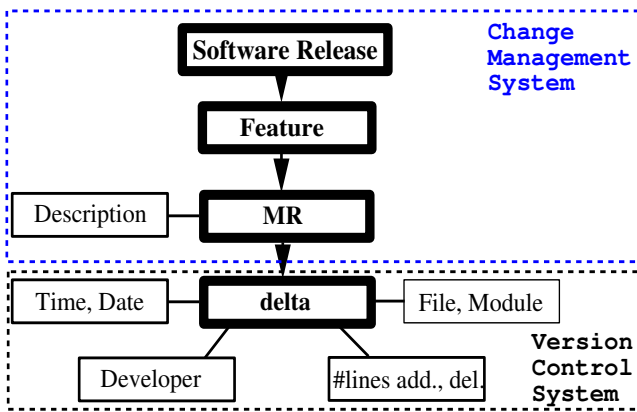 Software Release
Change
Management
System
Feature
Description
MR
Time, Date
delta
File, Module
Developer
#lines add., del.
Version
Control
System